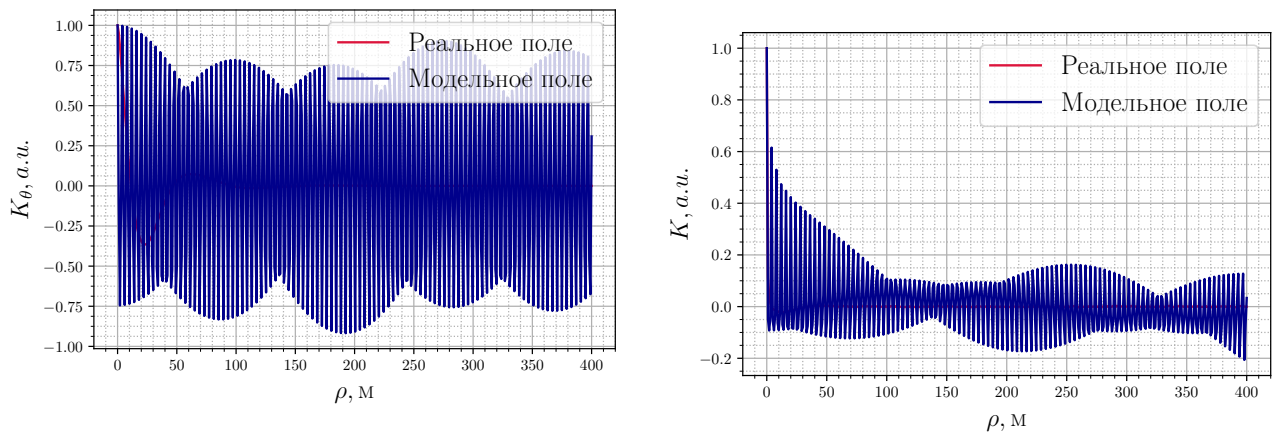 1.00
0.75
0.50
0.25
0.00
−0.25
−0.50
−0.75
−1.00
K_θ, a.u.
Реальное поле
Модельное поле
0 50 100 150 200 250 300 350 400
ρ, м
1.0
0.8
0.6
0.4
0.2
0.0
−0.2
K, a.u.
Реальное поле
Модельное поле
0 50 100 150 200 250 300 350 400
ρ, м